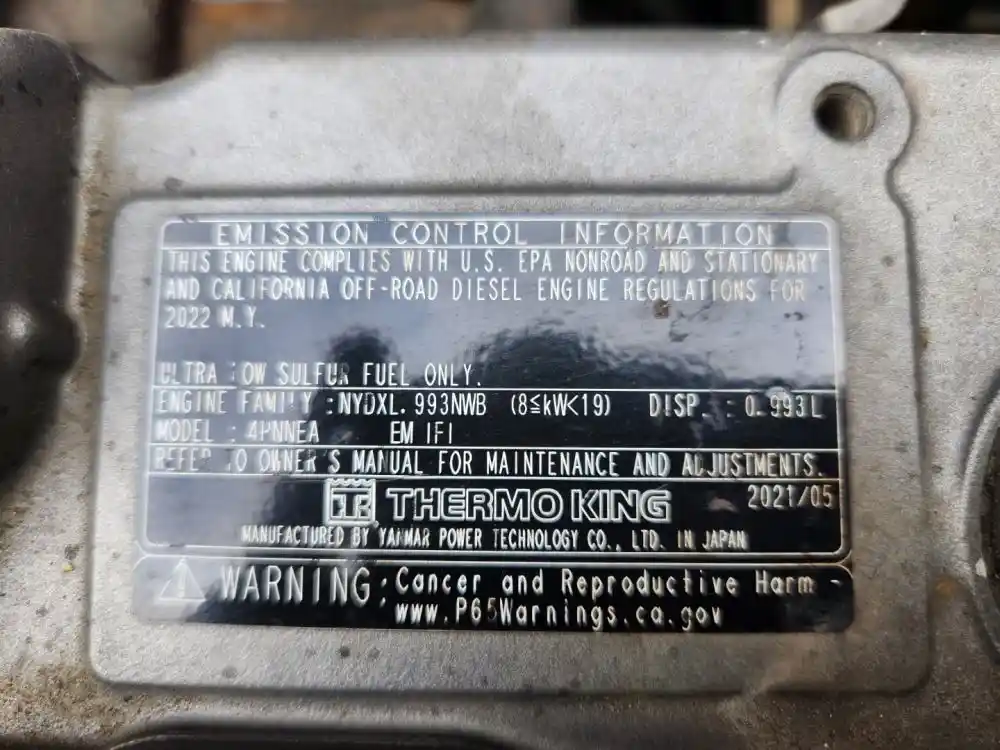 EMISSION CONTROL INFORMATION
THIS ENGINE COMPLIES WITH U.S. EPA NONROAD AND STATIONARY
AND CALIFORNIA OFF-ROAD DIESEL ENGINE REGULATIONS FOR
2022 M.Y.
ULTRA LOW SULFUR FUEL ONLY.
ENGINE FAMILY :NYDXL.993NWB (8≦kW<19) DISP. : 0.993L
MODEL : EM IFI
REFER TO OWNER'S MANUAL FOR MAINTENANCE AND ADJUSTMENTS.
THERMO KING 2021/05
MANUFACTURED BY YANMAR POWER TECHNOLOGY CO., LTD. IN JAPAN
WARNING: Cancer and Reproductive Harm -
www.P65Warnings.ca.gov